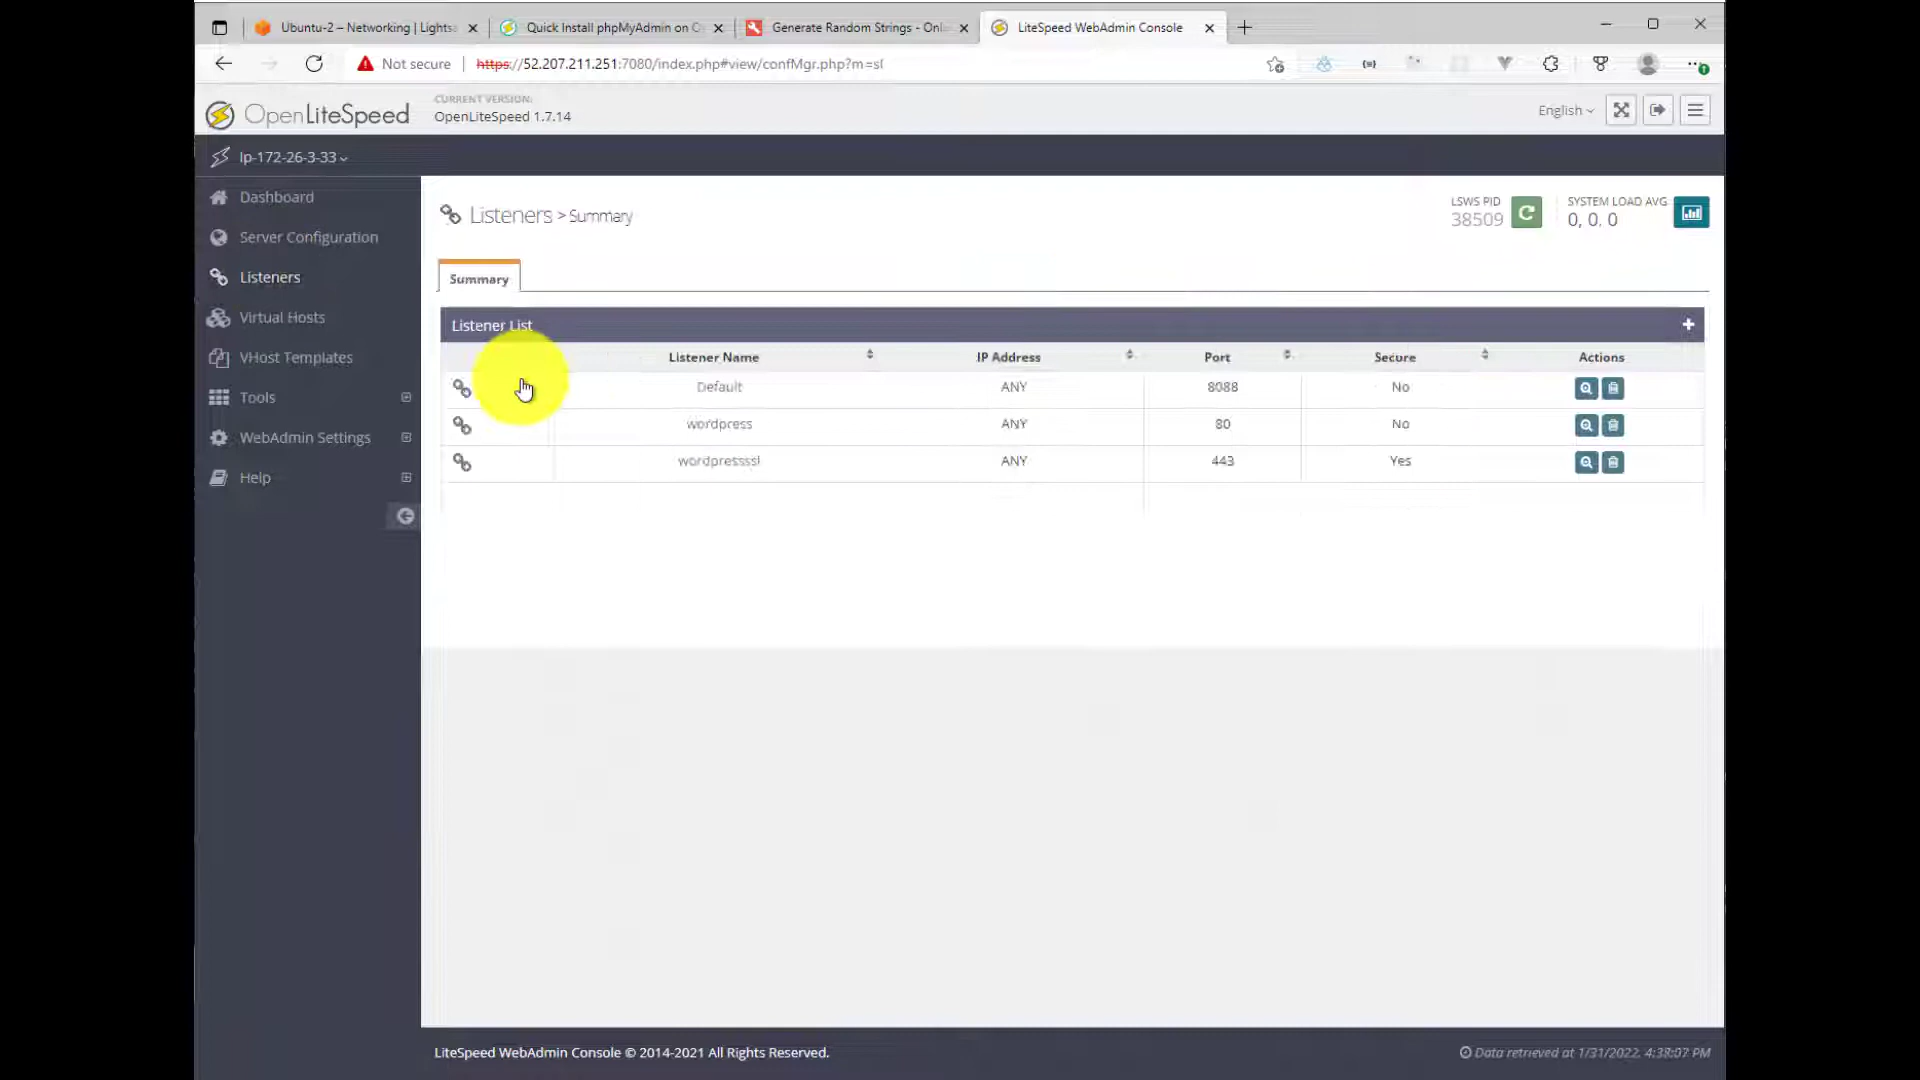 Ubuntu-2 – Networking | Lights
Quick Install phpMyAdmin on O
Generate Random Strings - Onli
LiteSpeed WebAdmin Console
Not secure
https://52.207.211.251:7080/index.php#view/confMgr.php?m=sl
OpenLiteSpeed
CURRENT VERSION:
OpenLiteSpeed 1.7.14
English
ip-172-26-3-33
Dashboard
Server Configuration
Listeners
Virtual Hosts
VHost Templates
Tools
WebAdmin Settings
Help
Listeners > Summary
LSWS PID
38509
SYSTEM LOAD AVG
0, 0, 0
Summary
Listener List
Listener Name IP Address Port Secure Actions
Default ANY 8088 No
wordpress ANY 80 No
wordpressssl ANY 443 Yes
LiteSpeed WebAdmin Console © 2014-2021 All Rights Reserved.
Data retrieved at 1/31/2022, 4:38:07 PM